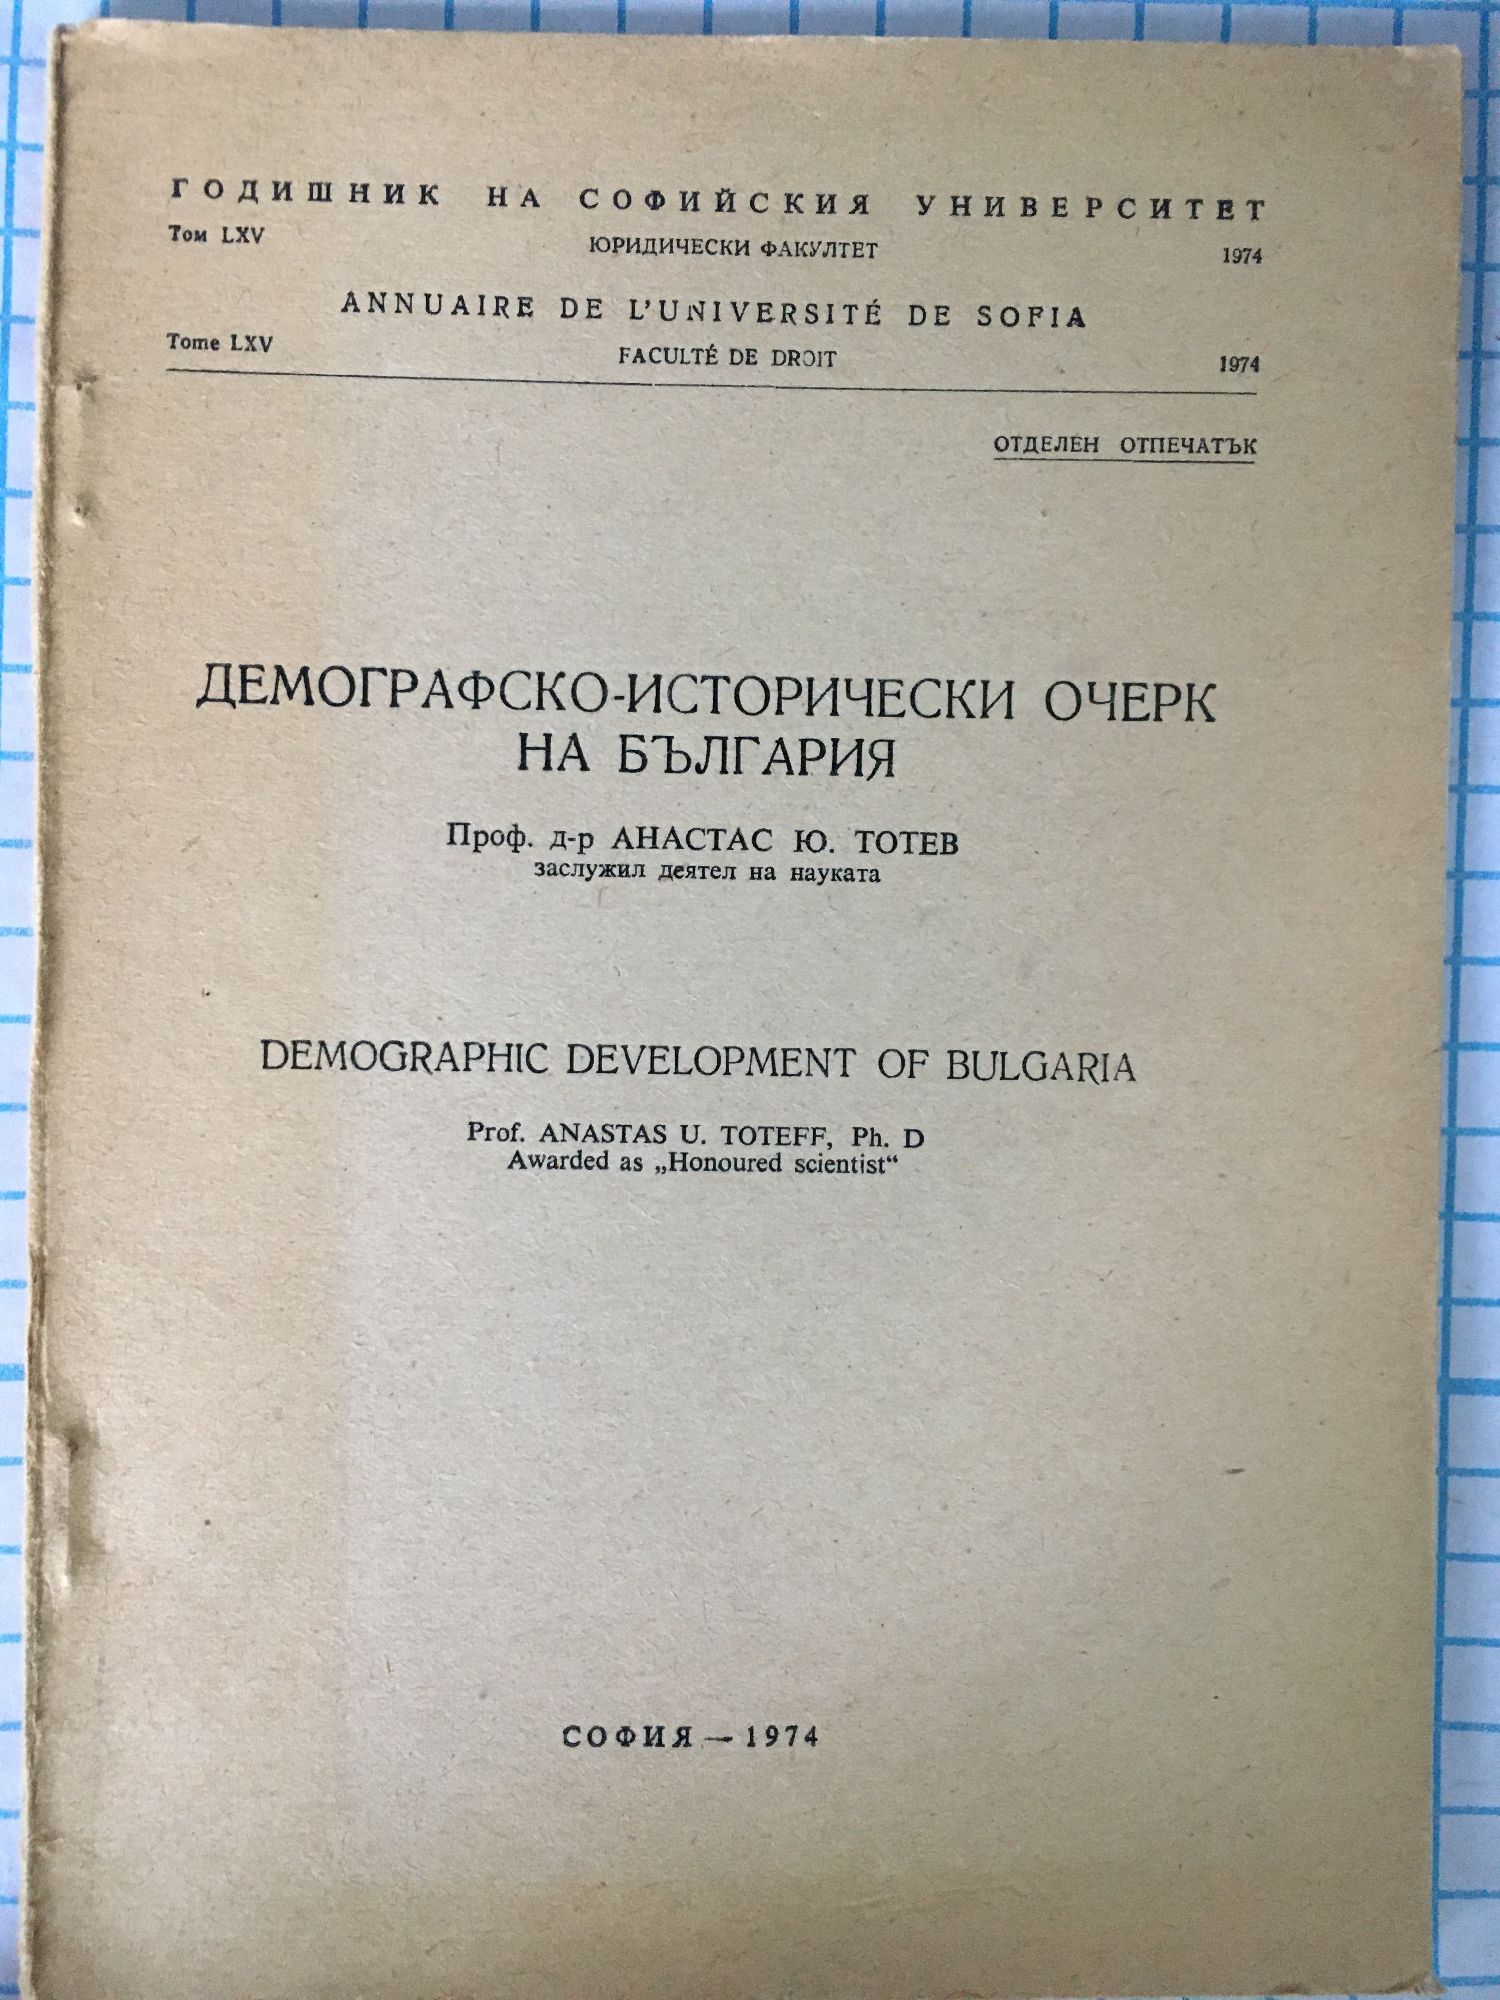 ГОДИШНИК НА СОФИЙСКИЯ УНИВЕРСИТЕТ
Том LXV ЮРИДИЧЕСКИ ФАКУЛТЕТ 1974
ANNUAIRE DE L'UNIVERSITÉ DE SOFIA
Tome LXV FACULTÉ DE DROIT 1974
ОТДЕЛЕН ОТПЕЧАТЪК
ДЕМОГРАФСКО-ИСТОРИЧЕСКИ ОЧЕРК
НА БЪЛГАРИЯ
Проф. д-р АНАСТАС Ю. ТОТЕВ
заслужил деятел на науката
DEMOGRAPHIC DEVELOPMENT OF BULGARIA
Prof. ANASTAS U. TOTEFF, Ph. D
Awarded as „Honoured scientist“
СОФИЯ — 1974